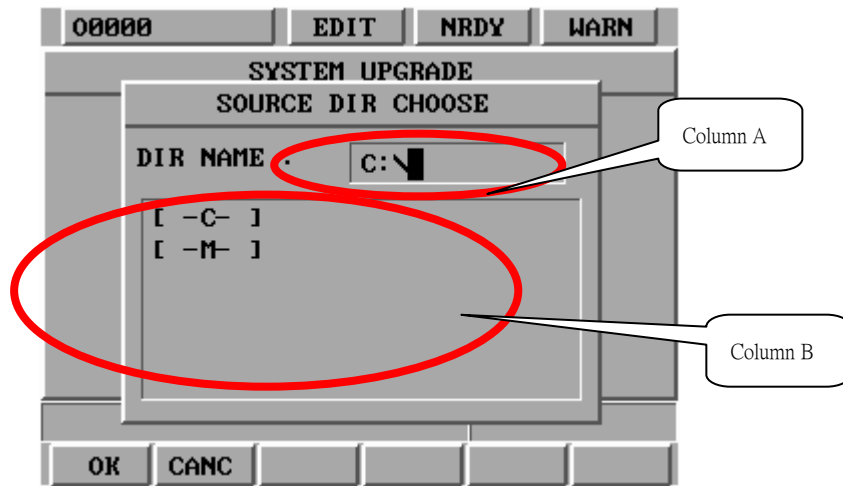 O0000 EDIT NRDY WARN
SYSTEM UPGRADE
SOURCE DIR CHOOSE
Column A
DIR NAME :
C:\
[ -C- ]
[ -M- ]
Column B
OK CANC